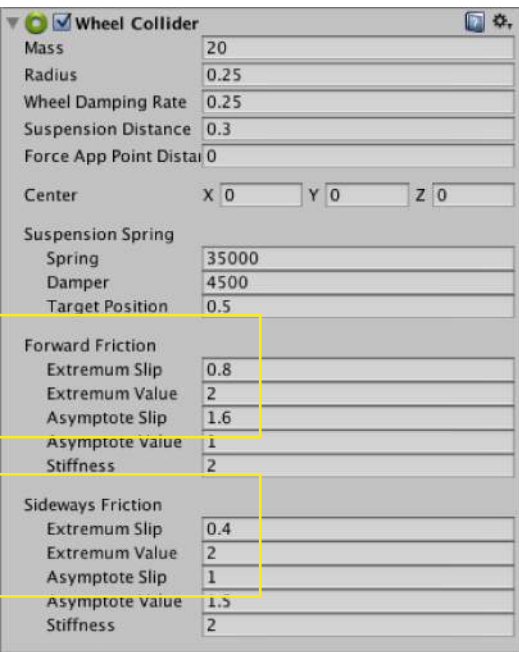 Wheel Collider
Mass 20
Radius 0.25
Wheel Damping Rate 0.25
Suspension Distance 0.3
Force App Point Distai 0
Center X 0 Y 0 Z 0
Suspension Spring
Spring 35000
Damper 4500
Target Position 0.5
Forward Friction
Extremum Slip 0.8
Extremum Value 2
Asymptote Slip 1.6
Asymptote Value 1
Stiffness 2
Sideways Friction
Extremum Slip 0.4
Extremum Value 2
Asymptote Slip 1
Asymptote Value 1.5
Stiffness 2